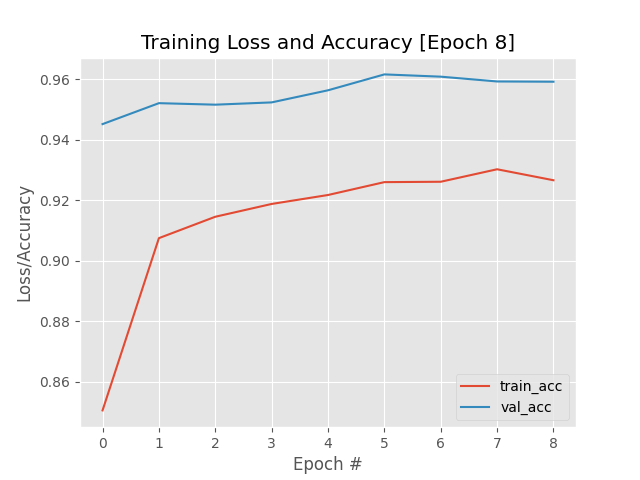 Training Loss and Accuracy [Epoch 8]
0.96
0.94
0.92
0.90
0.88
0.86
Loss/Accuracy
train_acc
val_acc
0 1 2 3 4 5 6 7 8
Epoch #